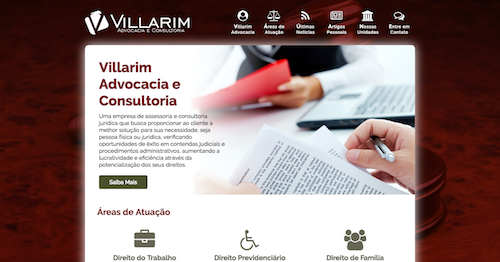 VILLARIM
ADVOCACIA E CONSULTORIA
Villarim Advocacia
Áreas de Atuação
Últimas Notícias
Artigos Pessoais
Nossas Unidades
Entre em Contato
Villarim
Advocacia e
Consultoria
Uma empresa de assessoria e consultoria
jurídica que busca proporcionar ao cliente a
melhor solução para sua necessidade, seja
pessoa física ou jurídica, verificando
oportunidades de êxito em contendas judiciais e
procedimentos administrativos, aumentando a
lucratividade e eficiência através da
potencialização dos seus direitos.
Saiba Mais
Áreas de Atuação
Direito do Trabalho
Direito Previdenciário
Direito de Família